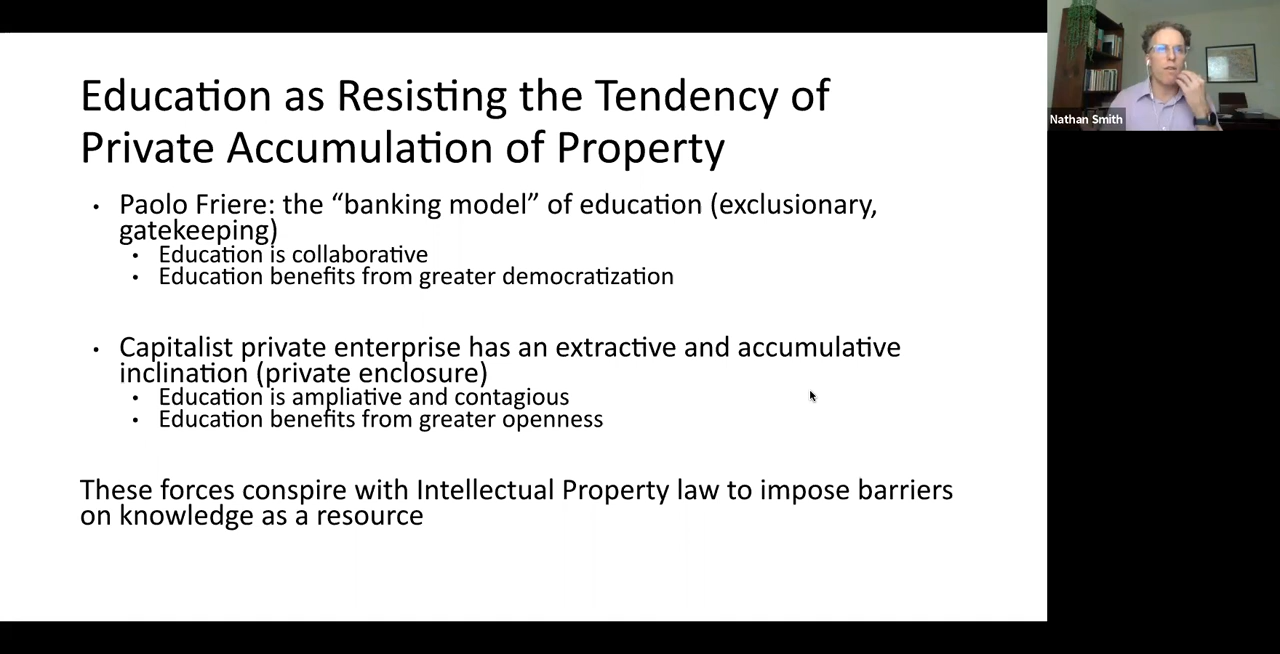 Education as Resisting the Tendency of
Private Accumulation of Property
• Paolo Friere: the “banking model” of education (exclusionary,
gatekeeping)
• Education is collaborative
• Education benefits from greater democratization
• Capitalist private enterprise has an extractive and accumulative
inclination (private enclosure)
• Education is ampliative and contagious
• Education benefits from greater openness
These forces conspire with Intellectual Property law to impose barriers
on knowledge as a resource
Nathan Smith